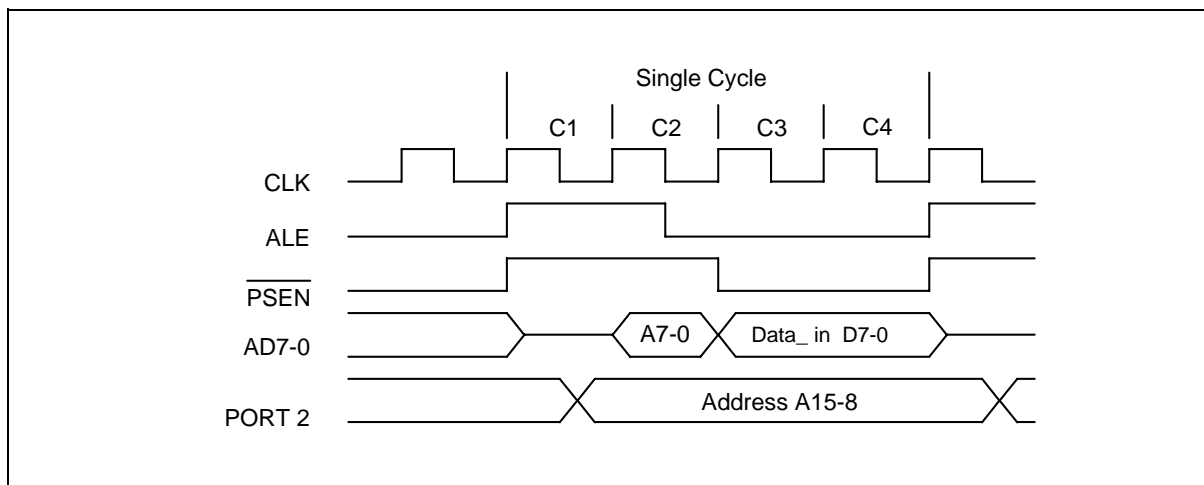 Single Cycle
C1 C2 C3 C4
CLK
ALE
PSEN
A7-0 Data_ in D7-0
AD7-0
Address A15-8
PORT 2